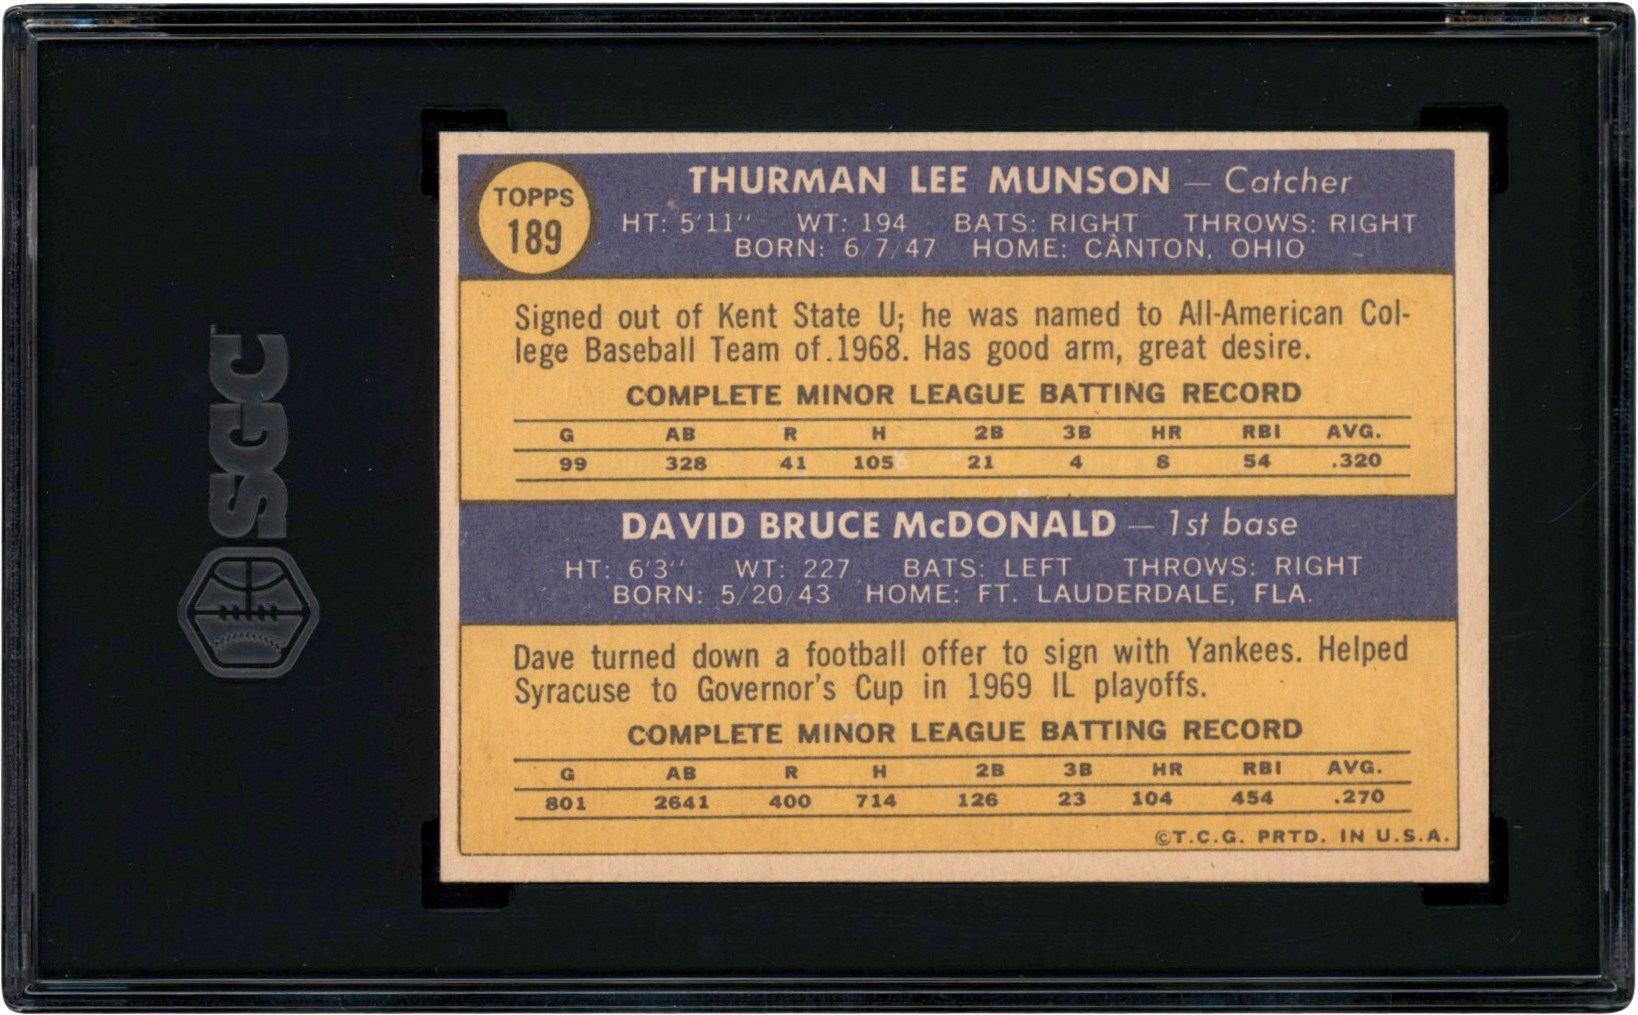 SGC
TOPPS
189
THURMAN LEE MUNSON — Catcher
HT: 5'11" WT: 194 BATS: RIGHT THROWS: RIGHT
BORN: 6/7/47 HOME: CANTON, OHIO
Signed out of Kent State U; he was named to All-American Col-
lege Baseball Team of 1968. Has good arm, great desire.
COMPLETE MINOR LEAGUE BATTING RECORD
G AB R H 2B 3B HR RBI AVG.
99 328 41 105 21 4 8 54 .320
DAVID BRUCE McDONALD — 1st base
HT: 6'3" WT: 227 BATS: LEFT THROWS: RIGHT
BORN: 5/20/43 HOME: FT. LAUDERDALE, FLA.
Dave turned down a football offer to sign with Yankees. Helped
Syracuse to Governor's Cup in 1969 IL playoffs.
COMPLETE MINOR LEAGUE BATTING RECORD
G AB R H 2B 3B HR RBI AVG.
801 2641 400 714 126 23 104 454 .270
©T.C.G. PRTD. IN U.S.A.